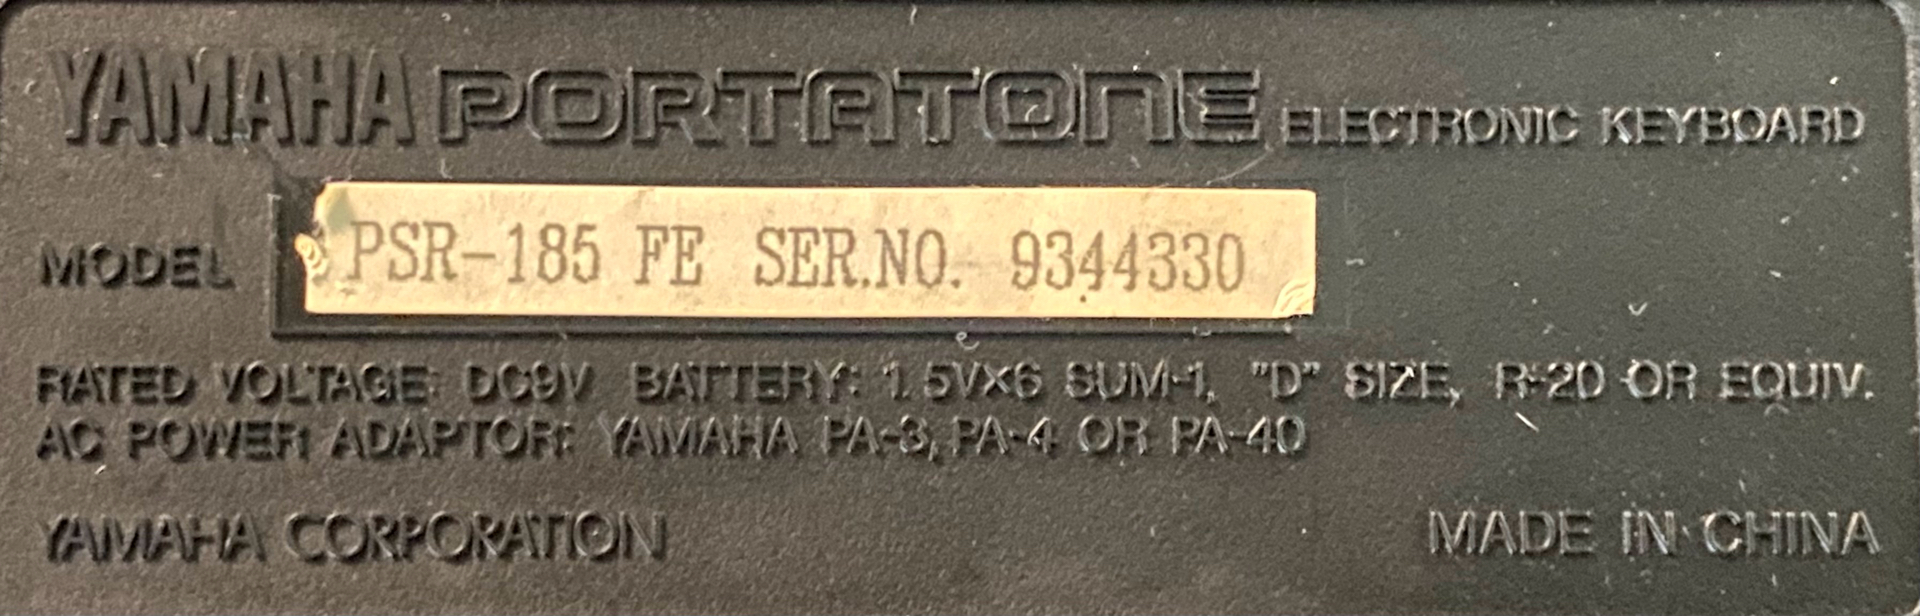 YAMAHA PORTATONE ELECTRONIC KEYBOARD
MODEL PSR-185 FE SER.NO. 9344330
RATED VOLTAGE: DC9V BATTERY: 1.5V×6 SUM-1, "D" SIZE, R-20 OR EQUIV.
AC POWER ADAPTOR: YAMAHA PA-3, PA-4 OR PA-40
YAMAHA CORPORATION MADE IN CHINA